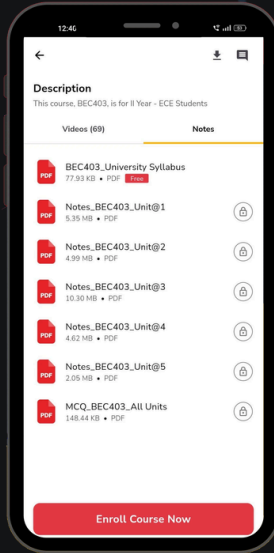 12:46
Description
This course, BEC403, is for II Year - ECE Students
Videos (69) Notes
PDF
BEC403_University Syllabus
77.93 KB • PDF Free
PDF
Notes_BEC403_Unit@1
5.35 MB • PDF
PDF
Notes_BEC403_Unit@2
4.99 MB • PDF
PDF
Notes_BEC403_Unit@3
10.30 MB • PDF
PDF
Notes_BEC403_Unit@4
4.62 MB • PDF
PDF
Notes_BEC403_Unit@5
2.05 MB • PDF
PDF
MCQ_BEC403_All Units
148.44 KB • PDF
Enroll Course Now